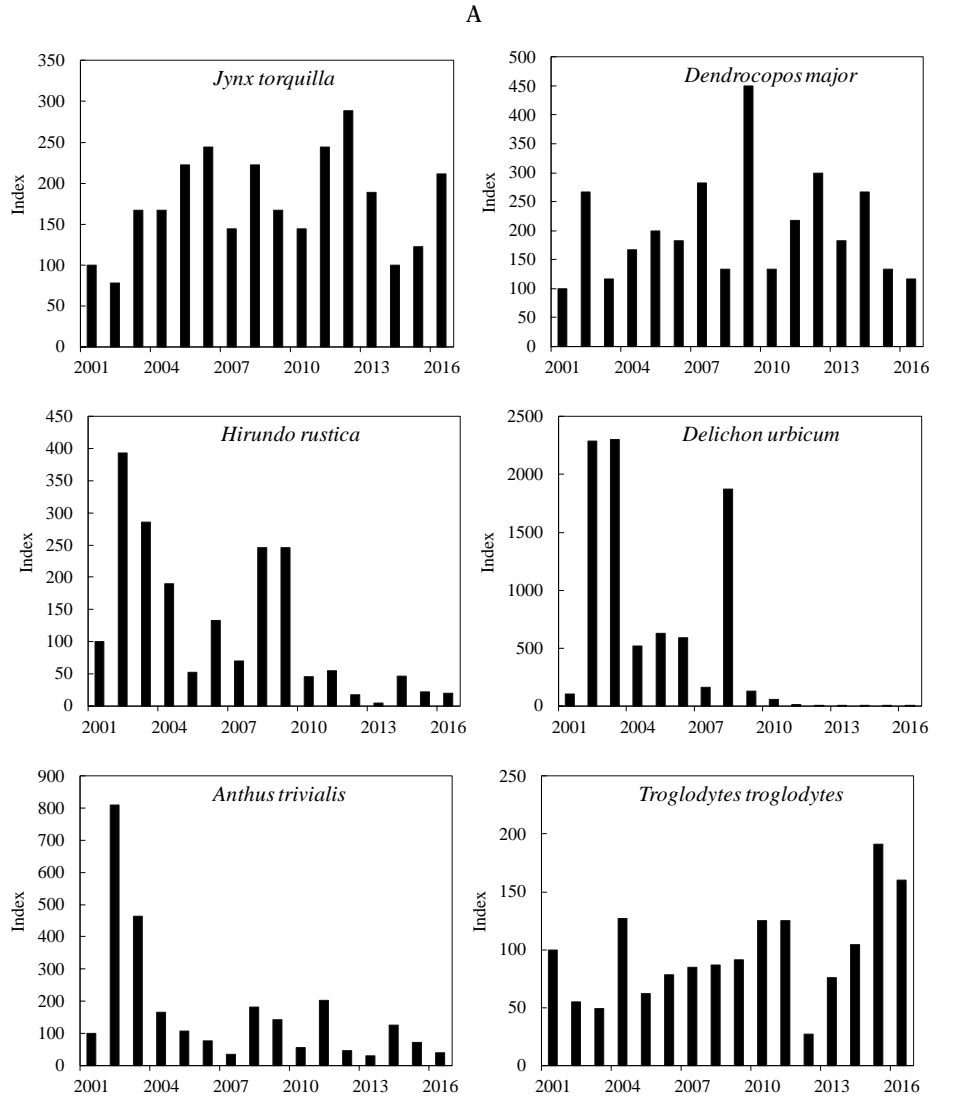 A
Jynx torquilla
Index
350
300
250
200
150
100
50
0
2001 2004 2007 2010 2013 2016
Dendrocopos major
Index
500
450
400
350
300
250
200
150
100
50
0
2001 2004 2007 2010 2013 2016
Hirundo rustica
Index
450
400
350
300
250
200
150
100
50
0
2001 2004 2007 2010 2013 2016
Delichon urbicum
Index
2500
2000
1500
1000
500
0
2001 2004 2007 2010 2013 2016
Anthus trivialis
Index
900
800
700
600
500
400
300
200
100
0
2001 2004 2007 2010 2013 2016
Troglodytes troglodytes
Index
250
200
150
100
50
0
2001 2004 2007 2010 2013 2016